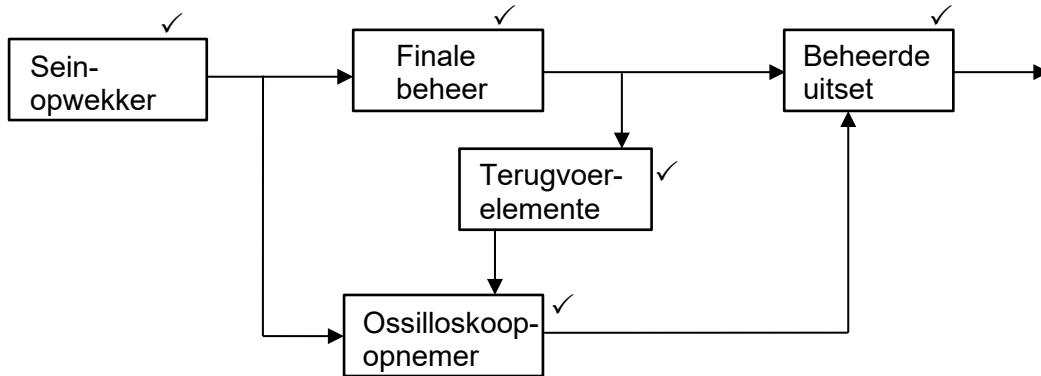 Sein-
opwekker
Finale
beheer
Beheerde
uitset
Terugvoer-
elemente
Ossilloskoop-
opnemer